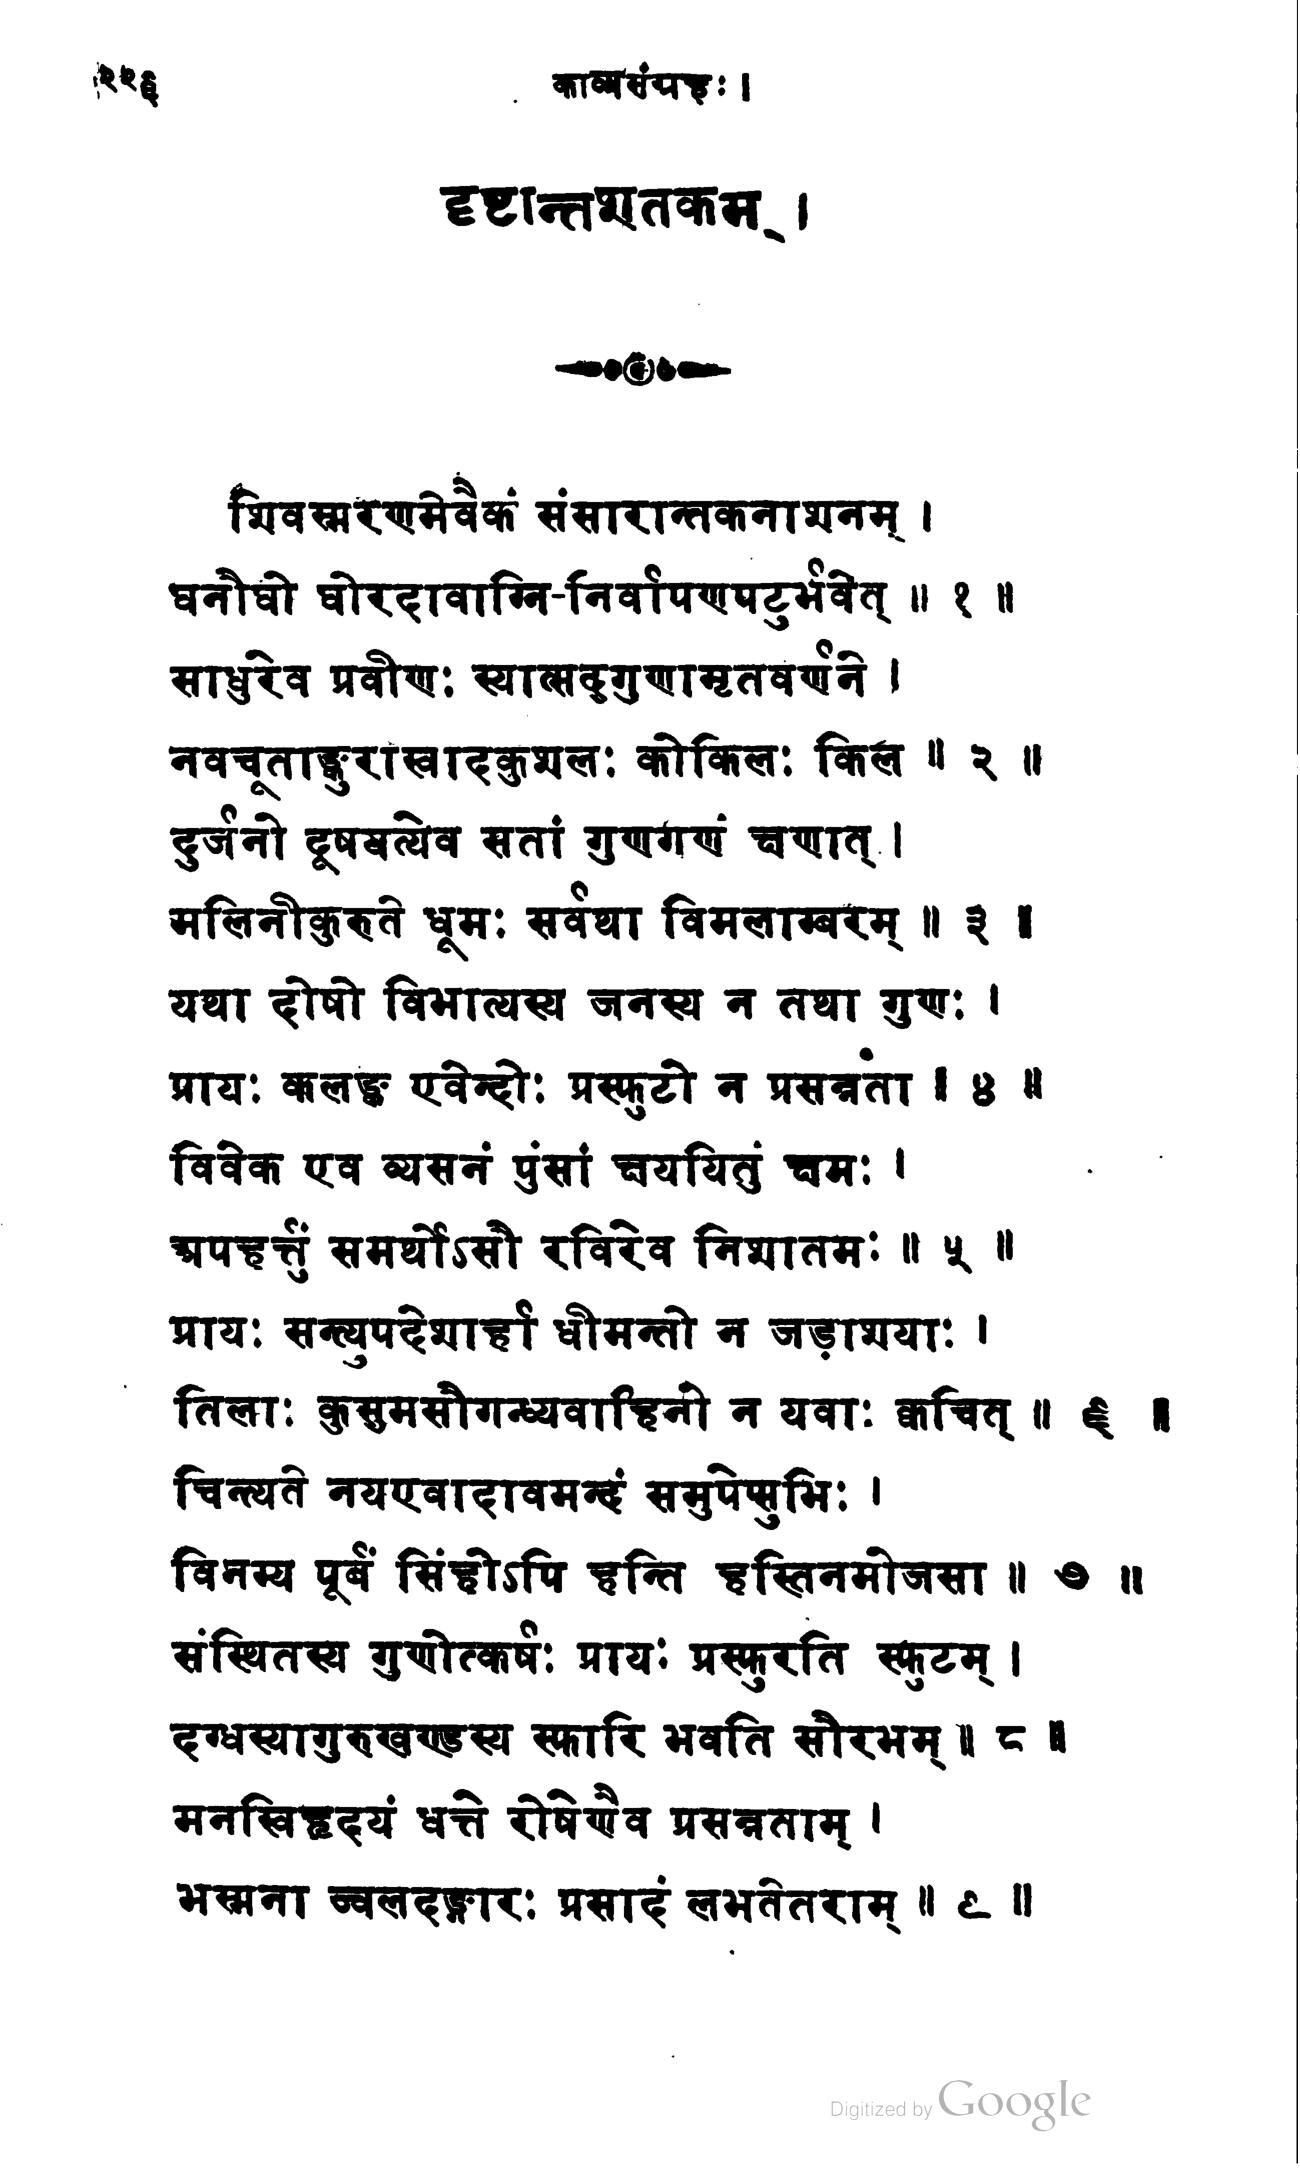 २२६
काव्यसंग्रहः।
दृष्टान्तशतकम्।
शिवस्मरणमेवैकं संसारान्तकनाशनम्।
घनौघो घोरदावाग्नि-निर्वापणपटुर्भवेत् ॥ १ ॥
साधुरेव प्रवीणः स्यात्सद्गुणामृतवर्णने।
नवचूताङ्कुरास्वादकुशलः कोकिलः किल ॥ २ ॥
दुर्जनो दूषयत्येव सतां गुणगणं क्षणात्।
मलिनीकुरुते धूमः सर्वथा विमलाम्बरम् ॥ ३ ॥
यथा दोषो विभात्यस्य जनस्य न तथा गुणः।
प्रायः कलङ्क एवेन्दोः प्रस्फुटो न प्रसन्नता ॥ ४ ॥
विवेक एव व्यसनं पुंसां क्षययितुं क्षमः।
अपहर्त्तुं समर्थोऽसौ रविरेव निशातमः ॥ ५ ॥
प्रायः सन्त्युपदेशार्हा धीमन्तो न जड़ाशयाः।
तिलाः कुसुमसौगन्ध्यवाहिनो न यवाः क्वचित् ॥ ६ ॥
चिन्त्यते नयएवादावमन्दं समुपेप्सुभिः।
विनम्य पूर्वं सिंहोऽपि हन्ति हस्तिनमोजसा ॥ ७ ॥
संस्थितस्य गुणोत्कर्षः प्रायः प्रस्फुरति स्फुटम्।
दग्धस्यागुरुखण्डस्य स्फारि भवति सौरभम् ॥ ८ ॥
मनस्विहृदयं धत्ते रोषेणैव प्रसन्नताम्।
भस्मना ज्वलदङ्गारः प्रसादं लभतेतराम् ॥ ९ ॥
Digitized by Google